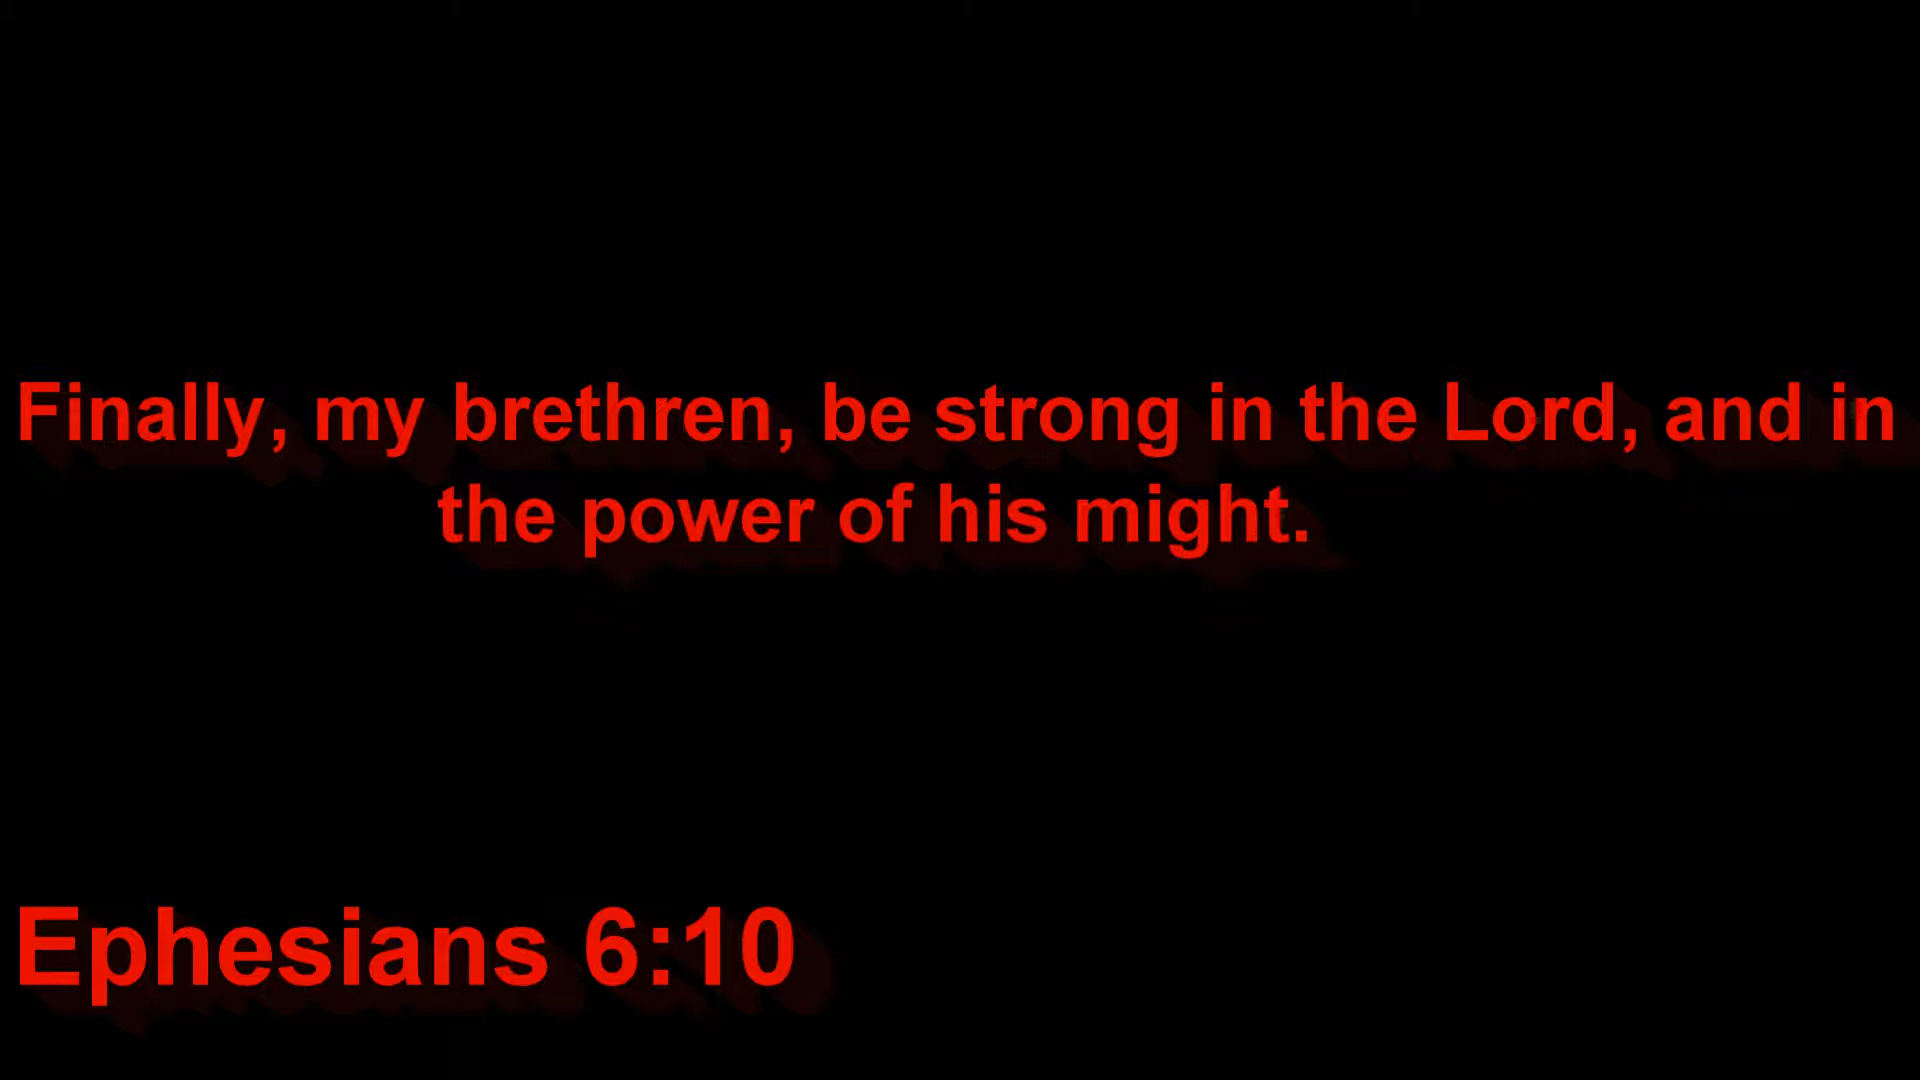 Finally, my brethren, be strong in the Lord, and in
the power of his might.
Ephesians 6:10